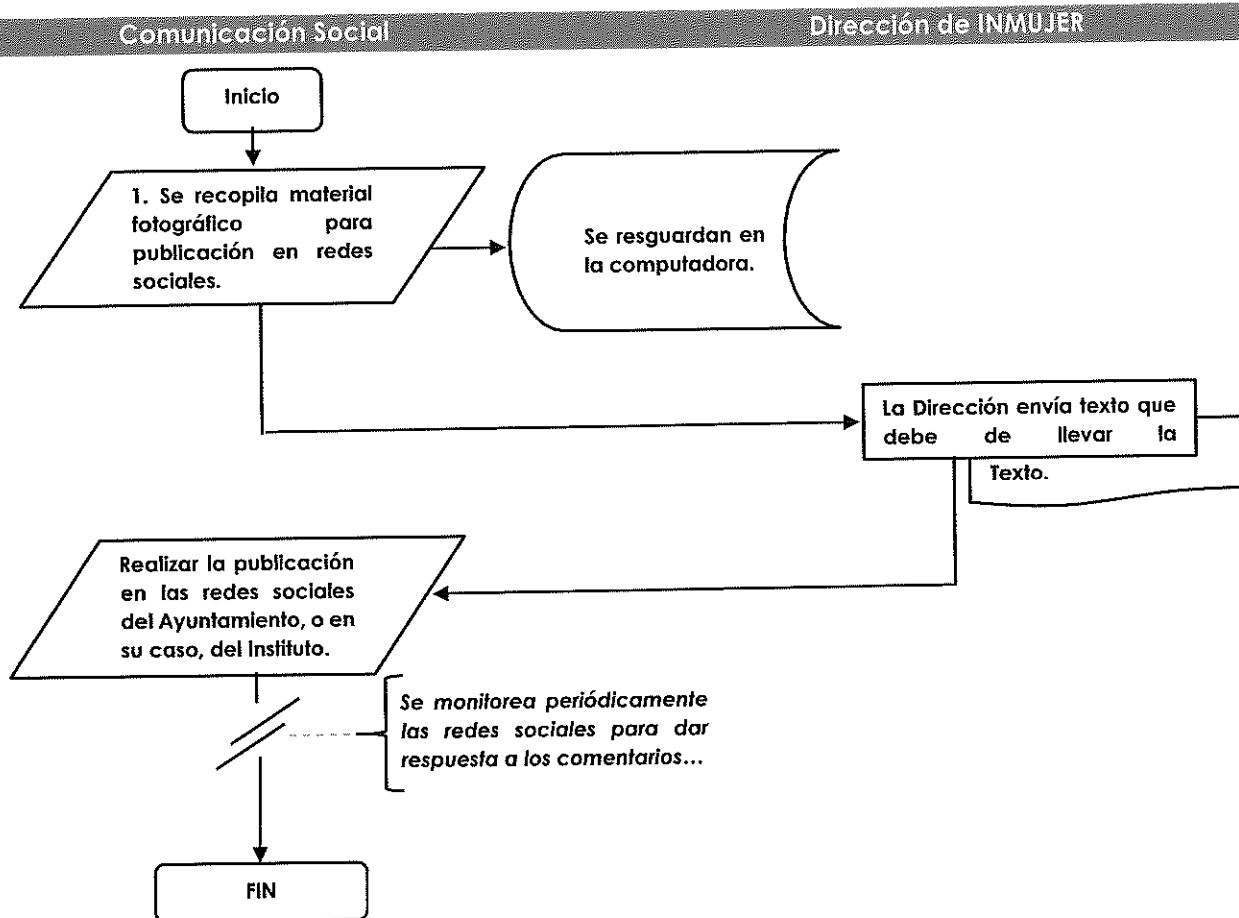 Comunicación Social
Dirección de INMUJER
Inicio
1. Se recopila material
fotográfico para
publicación en redes
sociales.
Se resguardan en
la computadora.
La Dirección envía texto que
debe de llevar la
Texto.
Realizar la publicación
en las redes sociales
del Ayuntamiento, o en
su caso, del Instituto.
Se monitorea periódicamente
las redes sociales para dar
respuesta a los comentarios...
FIN